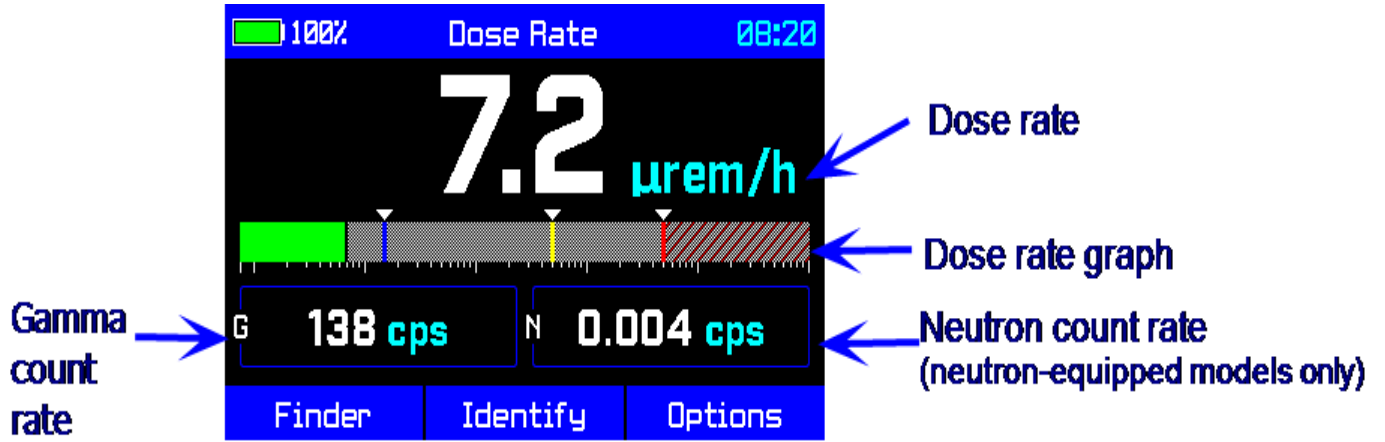 100% Dose Rate 08:20
7.2 µrem/h
Dose rate
Dose rate graph
Gamma
count
rate
G 138 cps N 0.004 cps
Neutron count rate
(neutron-equipped models only)
Finder Identify Options